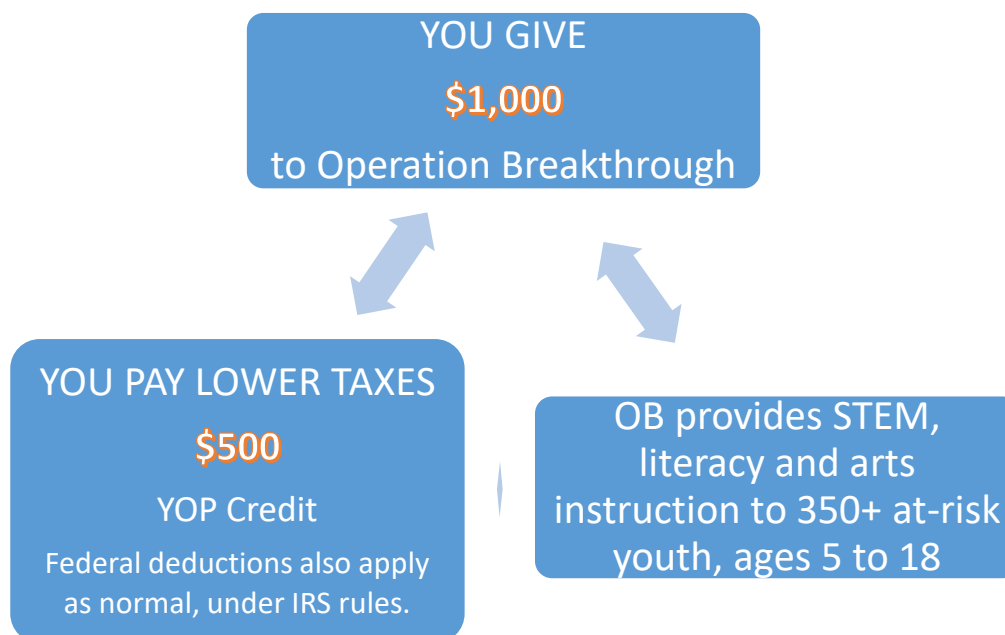 YOU GIVE
$1,000
to Operation Breakthrough
YOU PAY LOWER TAXES
$500
YOP Credit
Federal deductions also apply
as normal, under IRS rules.
OB provides STEM,
literacy and arts
instruction to 350+ at-risk
youth, ages 5 to 18